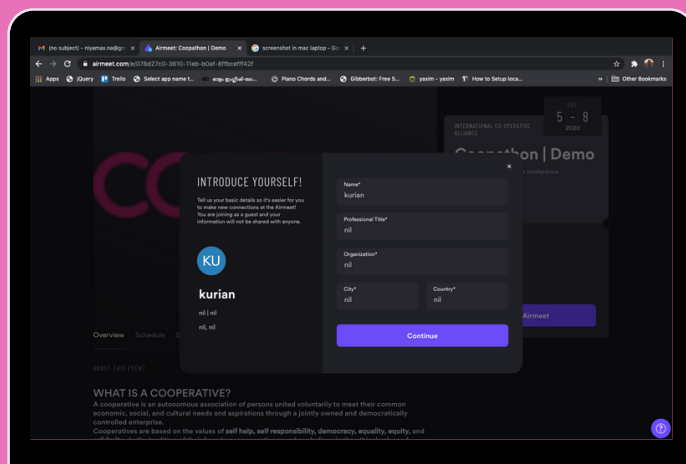 (no subject) - niyamex.na@gm
Airmeet: Coopathon | Demo
screenshot in mac laptop - Go
airmeet.com/e/078d27c0-3610-11eb-b0af-8ffbcefff42f
Apps
jQuery
Trello
Select app name t...
Piano Chords and...
Gibberbot: Free S...
yaxim - yaxim
How to Setup loca...
»
Other Bookmarks
DEC
5 - 8
2020
INTERNATIONAL CO-OPERATIVE
ALLIANCE
Coopathon | Demo
conference
INTRODUCE YOURSELF!
Tell us your basic details so it's easier for you
to make new connections at the Airmeet!
You are joining as a guest and your
information will not be shared with anyone.
KU
kurian
nil | nil
nil, nil
Name*
kurian
Professional Title*
nil
Organization*
nil
City*
nil
Country*
nil
Continue
Airmeet
Overview
Schedule
S
ABOUT THIS EVENT
WHAT IS A COOPERATIVE?
A cooperative is an autonomous association of persons united voluntarily to meet their common
economic, social, and cultural needs and aspirations through a jointly owned and democratically
controlled enterprise.
Cooperatives are based on the values of self help, self responsibility, democracy, equality, equity, and